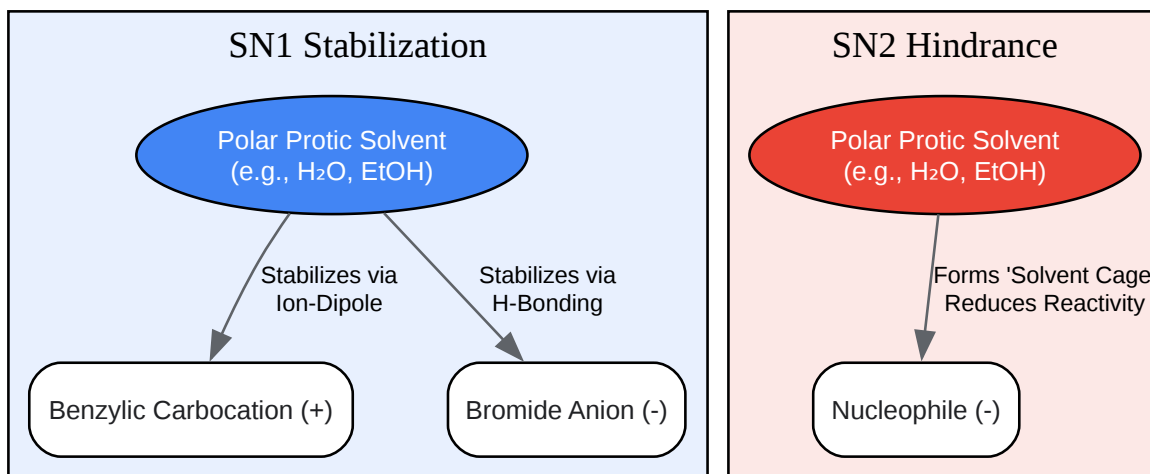 SN1 Stabilization
Polar Protic Solvent
(e.g., H₂O, EtOH)
Stabilizes via
Ion-Dipole
Stabilizes via
H-Bonding
Benzylic Carbocation (+)
Bromide Anion (-)
SN2 Hindrance
Polar Protic Solvent
(e.g., H₂O, EtOH)
Forms 'Solvent Cage
Reduces Reactivity
Nucleophile (-)